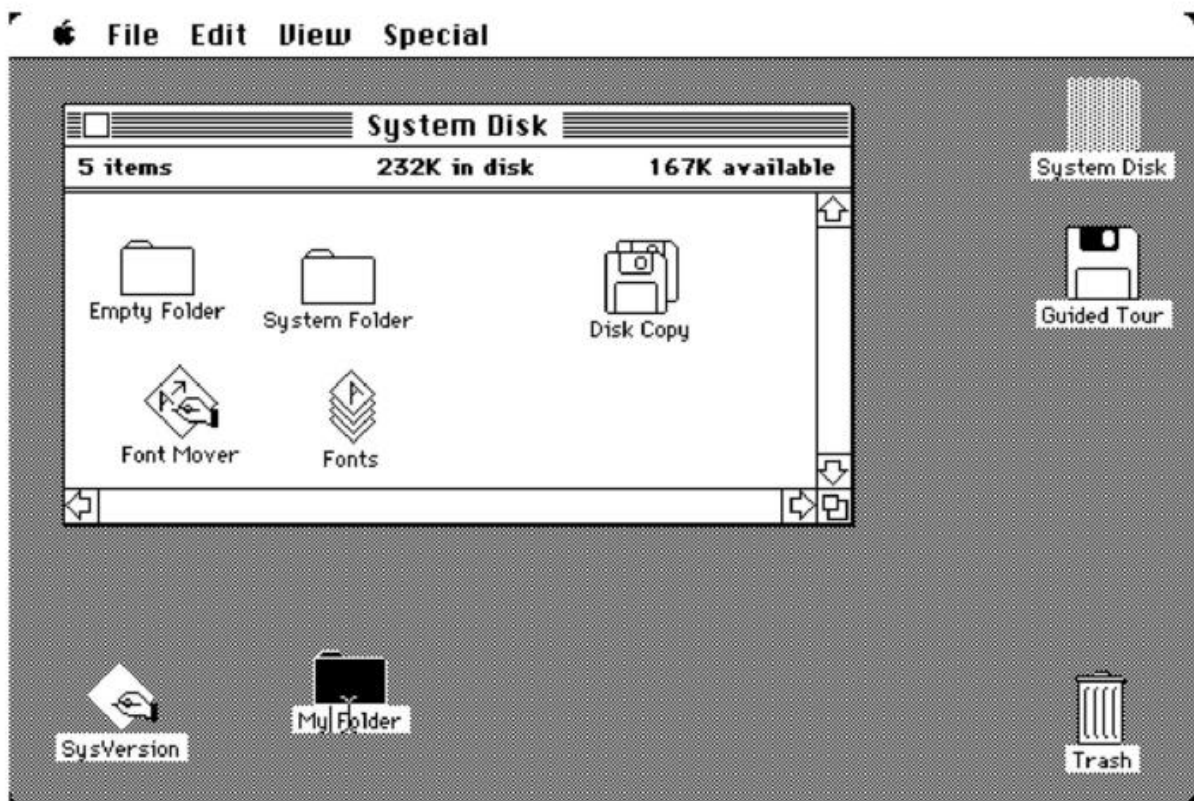 File Edit View Special
System Disk
5 items 232K in disk 167K available
System Disk
Guided Tour
Empty Folder System Folder Disk Copy
Font Mover Fonts
SysVersion My Folder Trash